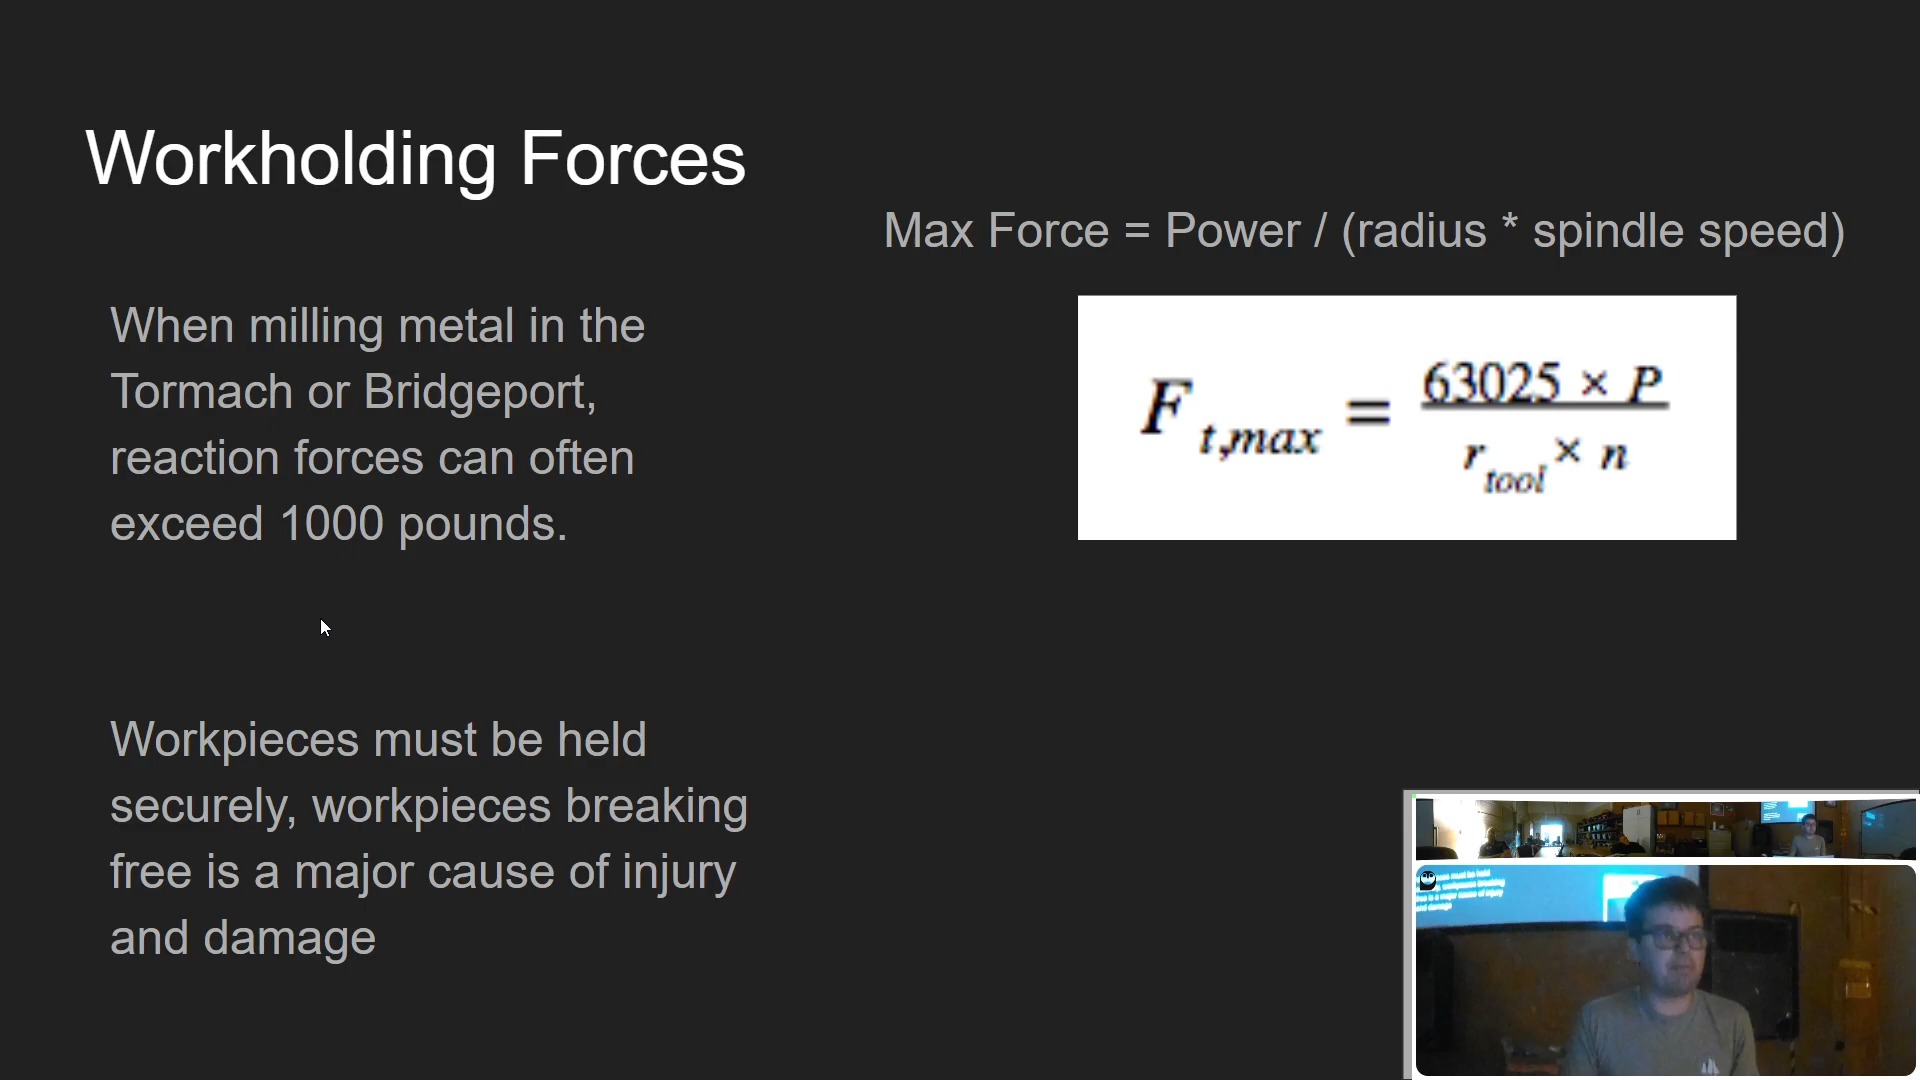 Workholding Forces
Max Force = Power / (radius * spindle speed)
When milling metal in the
Tormach or Bridgeport,
reaction forces can often
exceed 1000 pounds.
F t,max = 63025 × P / r tool × n
Workpieces must be held
securely, workpieces breaking
free is a major cause of injury
and damage